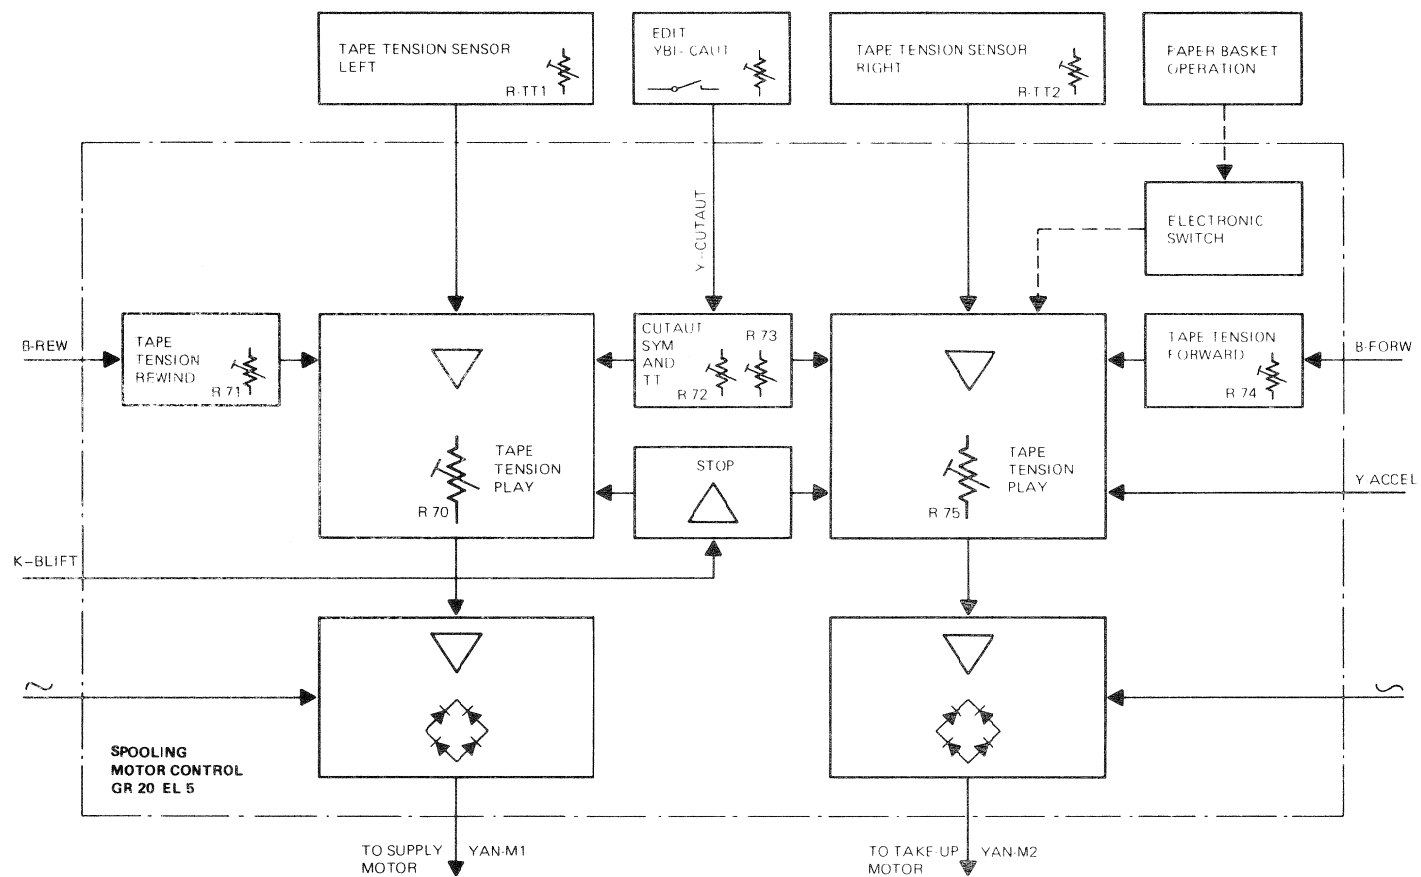 TAPE TENSION SENSOR
LEFT
R-TT1
EDIT
YBI-CAUT
TAPE TENSION SENSOR
RIGHT
R-TT2
PAPER BASKET
OPERATION
Y-CUTAUT
ELECTRONIC
SWITCH
B-REW
TAPE
TENSION
REWIND
R 71
CUTAUT
SYM
AND
TT
R 73
R 72
TAPE TENSION
FORWARD
R 74
B-FORW
TAPE
TENSION
PLAY
R 70
STOP
TAPE
TENSION
PLAY
R 75
Y ACCEL
K-BLIFT
SPOOLING
MOTOR CONTROL
GR 20 EL 5
TO SUPPLY
MOTOR
YAN-M1
TO TAKE-UP
MOTOR
YAN-M2